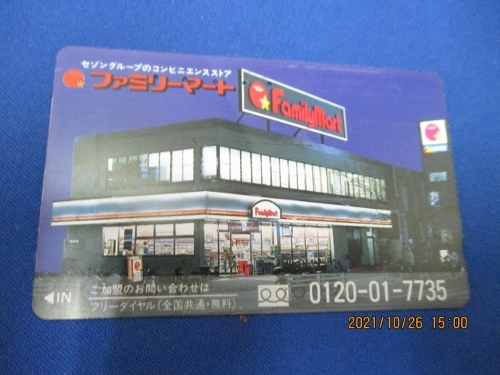 セゾングループのコンビニエンスストア
ファミリーマート
FamilyMart
FamilyMart
ご加盟のお問い合わせは
フリーダイヤル(全国共通・無料)
0120-01-7735
◁IN
2021/10/26 15:00